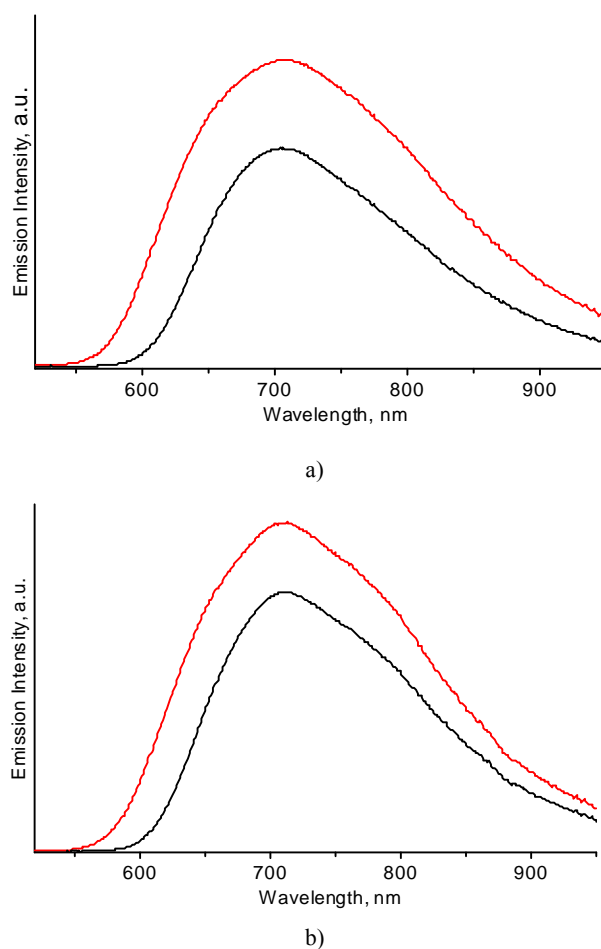 Emission Intensity, a.u.
600 700 800 900
Wavelength, nm
a)
Emission Intensity, a.u.
600 700 800 900
Wavelength, nm
b)